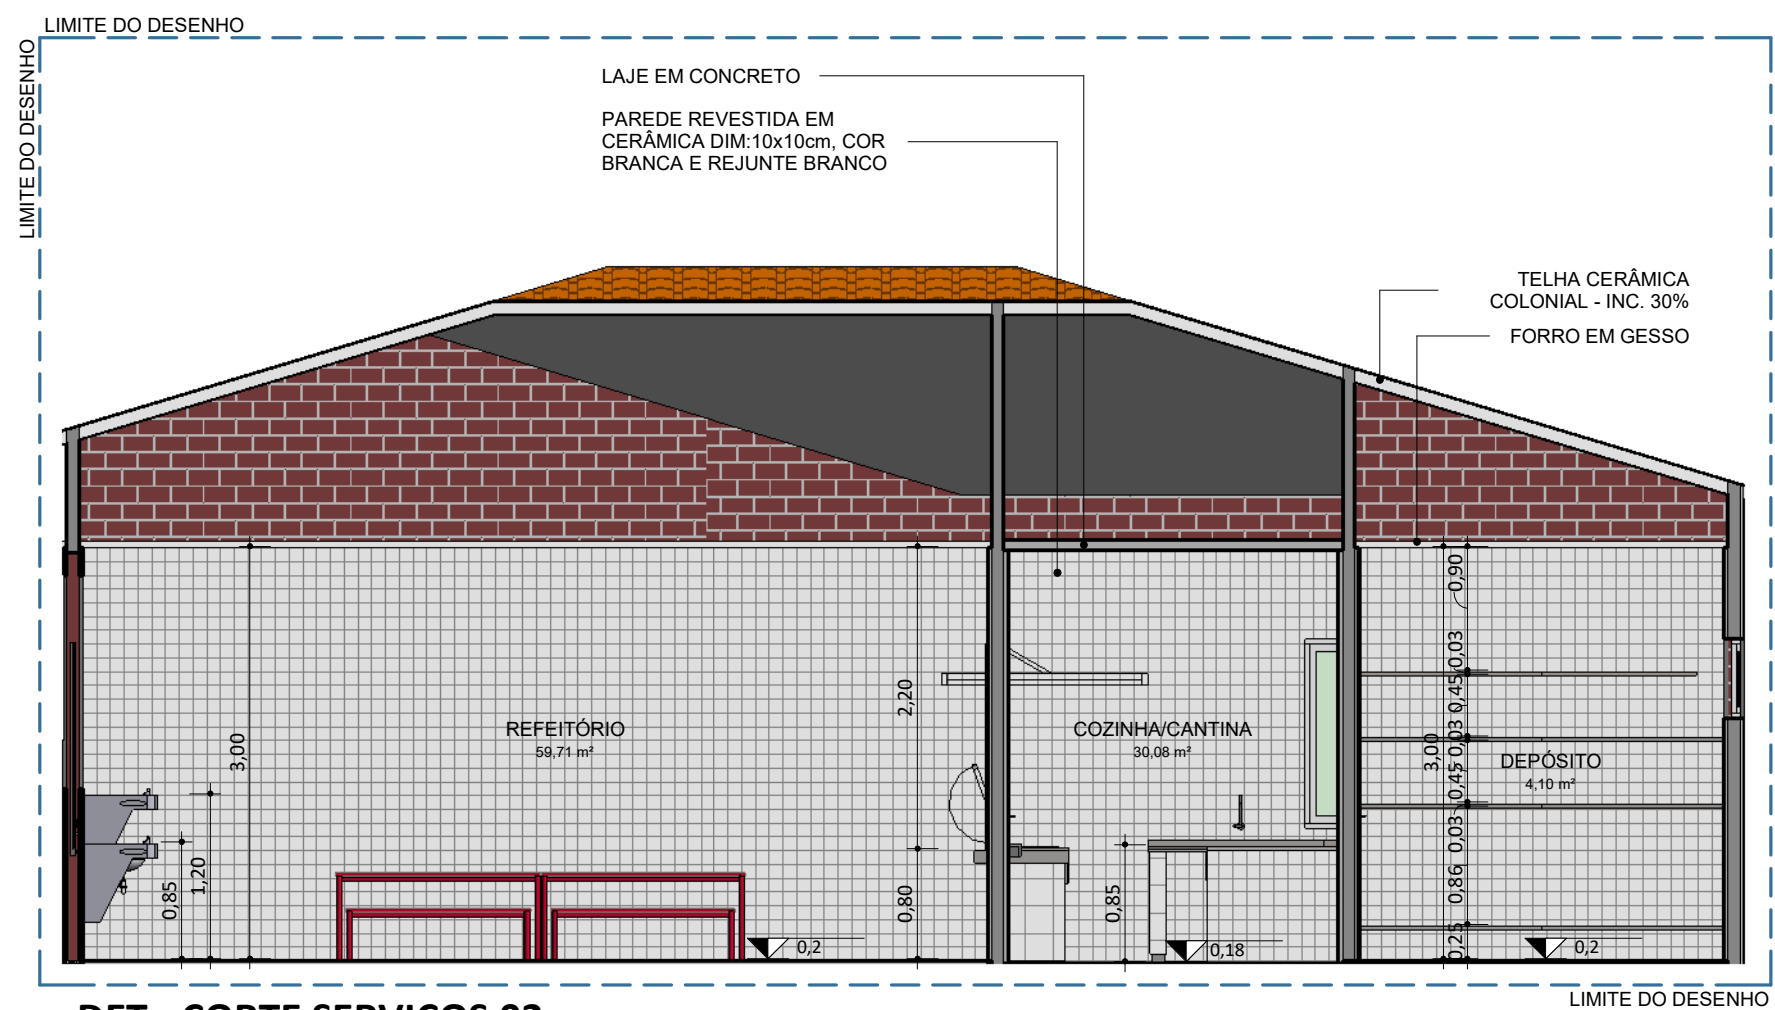 LIMITE DO DESENHO
LIMITE DO DESENHO
LAJE EM CONCRETO
PAREDE REVESTIDA EM
CERÂMICA DIM:10x10cm, COR
BRANCA E REJUNTE BRANCO
TELHA CERÂMICA
COLONIAL - INC. 30%
FORRO EM GESSO
REFEITÓRIO
59,71 m²
COZINHA/CANTINA
30,08 m²
DEPÓSITO
4,10 m²
3,00
1,20
0,85
2,20
0,80
0,85
3,00
0,90
0,03
0,45
0,03
0,45
0,03
0,86
0,25
0,2
0,18
0,2
LIMITE DO DESENHO